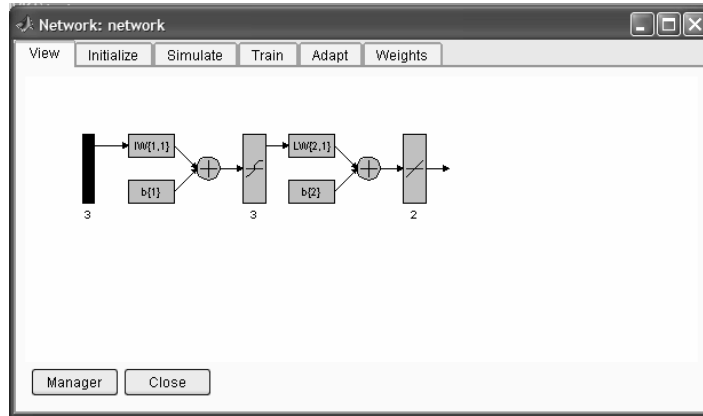 Network: network
View Initialize Simulate Train Adapt Weights
IW{1,1} LW{2,1}
b{1} b{2}
3 3 2
Manager Close